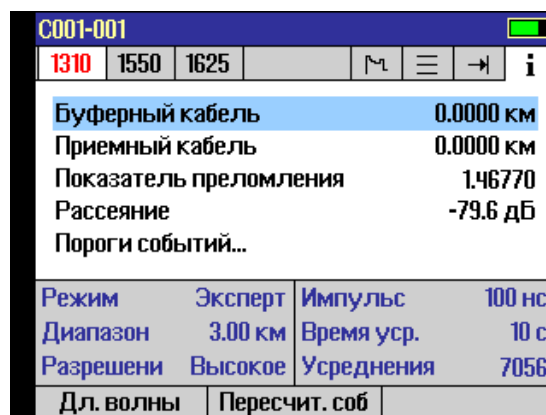 C001-001
1310 1550 1625 i
Буферный кабель 0.0000 км
Приемный кабель 0.0000 км
Показатель преломления 1.46770
Рассеяние -79.6 дБ
Пороги событий...
Режим Эксперт Импульс 100 нс
Диапазон 3.00 км Время уср. 10 с
Разрешени Высокое Усреднения 7056
Дл. волны Пересчит. соб